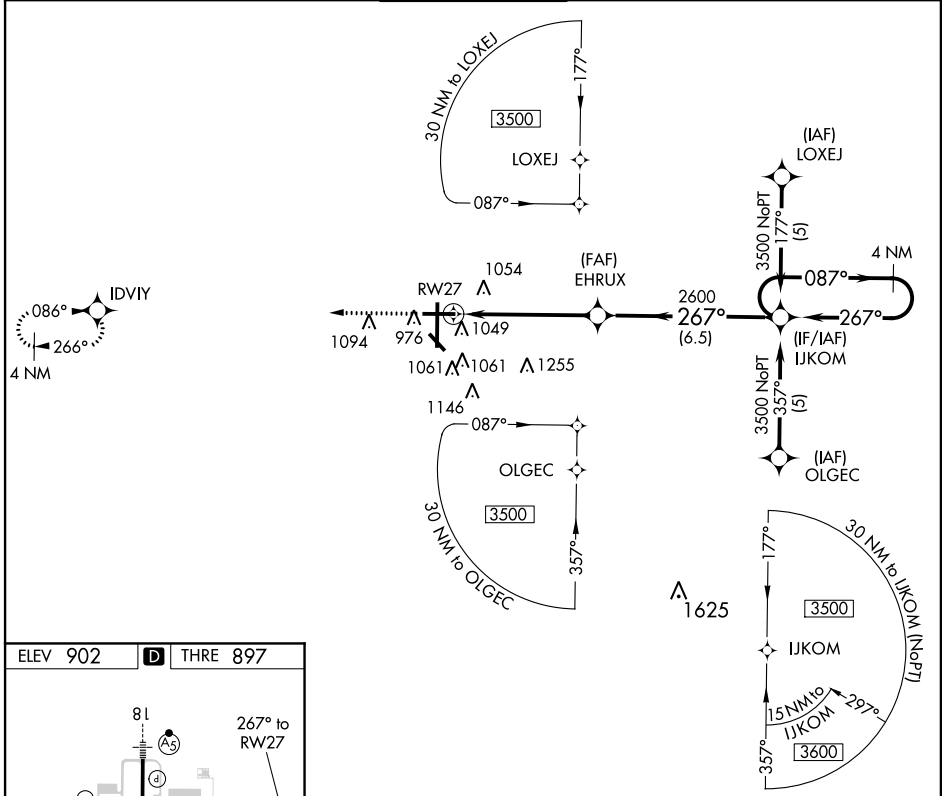 30 NM to LOXEJ
177°
3500
LOXEJ
087°
(IAF)
LOXEJ
3500 NoPT
177°
(5)
4 NM
087°
267°
(IF/IAF)
IJKOM
(FAF)
EHRUX
2600
267°
(6.5)
1054
RW27
1049
976
1094
1061
1061
1255
1146
086°
IDVIY
266°
4 NM
3500 NoPT
357°
(5)
(IAF)
OLGEC
087°
OLGEC
3500
357°
30 NM to OLGEC
1625
177°
30 NM to IJKOM (NoPT)
3500
IJKOM
15 NM to
IJKOM
297°
3600
357°
ELEV 902
D
THRE 897
18
A5
267° to
RW27
P